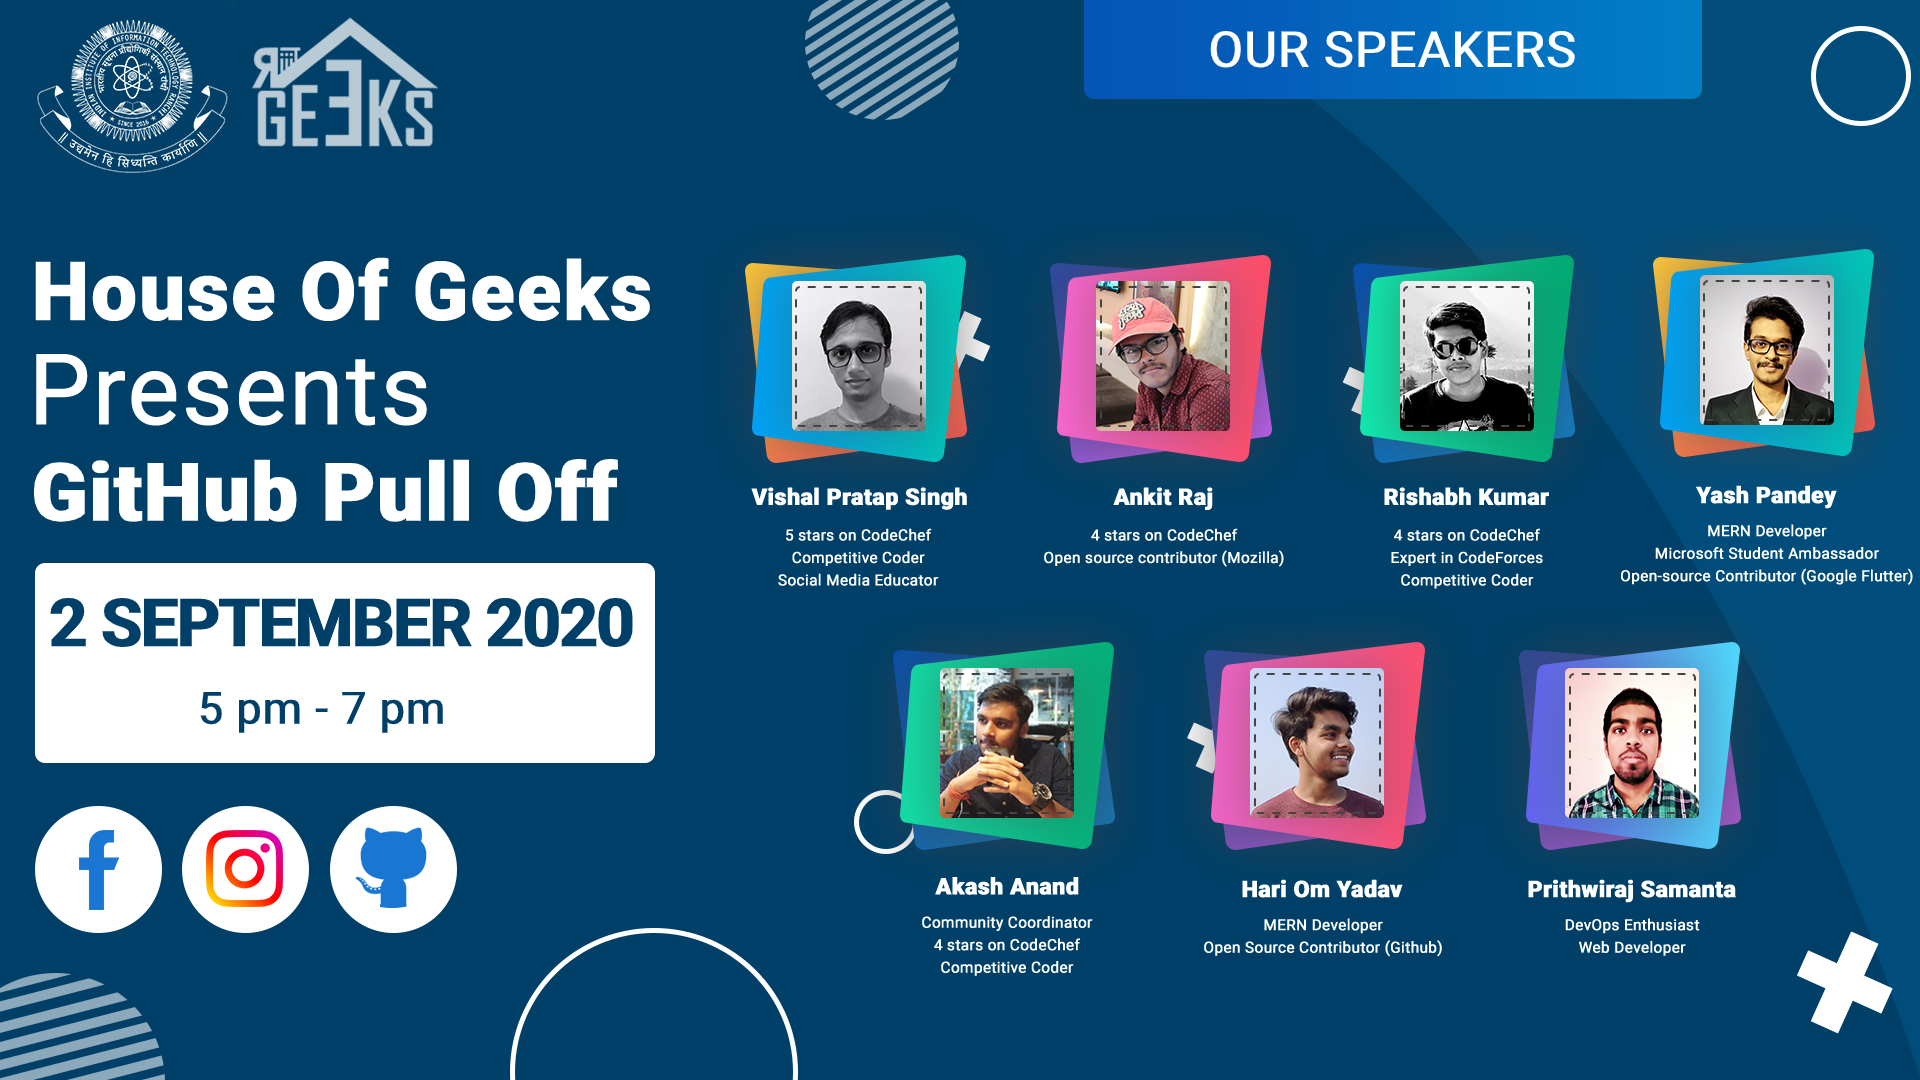 INDIAN INSTITUTE OF INFORMATION TECHNOLOGY RANCHI
भारतीय सूचना प्रौद्योगिकी संस्थान राँची
SINCE 2016
॥ उद्यमेन हि सिध्यन्ति कार्याणि ॥
GEEKS
House Of Geeks
Presents
GitHub Pull Off
2 SEPTEMBER 2020
5 pm - 7 pm
OUR SPEAKERS
Vishal Pratap Singh
5 stars on CodeChef
Competitive Coder
Social Media Educator
Ankit Raj
4 stars on CodeChef
Open source contributor (Mozilla)
Rishabh Kumar
4 stars on CodeChef
Expert in CodeForces
Competitive Coder
Yash Pandey
MERN Developer
Microsoft Student Ambassador
Open-source Contributor (Google Flutter)
Akash Anand
Community Coordinator
4 stars on CodeChef
Competitive Coder
Hari Om Yadav
MERN Developer
Open Source Contributor (Github)
Prithwiraj Samanta
DevOps Enthusiast
Web Developer